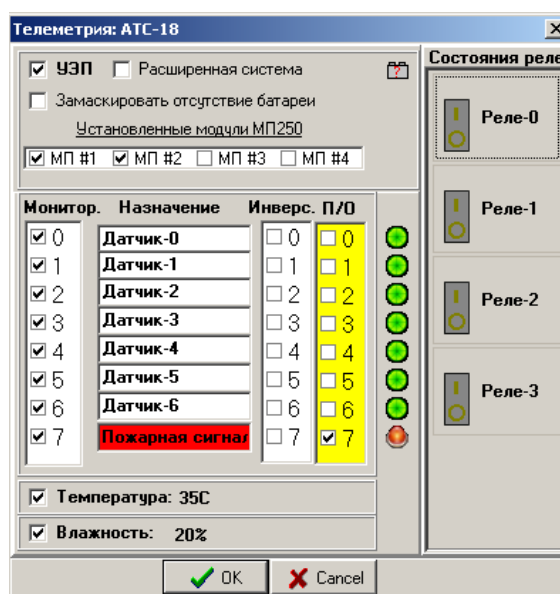 Телеметрия: АТС-18
УЗП Расширенная система
Замаскировать отсутствие батареи
Установленные модули МП250
МП #1 МП #2 МП #3 МП #4
Монитор. Назначение Инверс. П/О
0 Датчик-0 0 0
1 Датчик-1 1 1
2 Датчик-2 2 2
3 Датчик-3 3 3
4 Датчик-4 4 4
5 Датчик-5 5 5
6 Датчик-6 6 6
7 Пожарная сигнал 7 7
Температура: 35С
Влажность: 20%
OK Cancel
Состояния реле
Реле-0
Реле-1
Реле-2
Реле-3